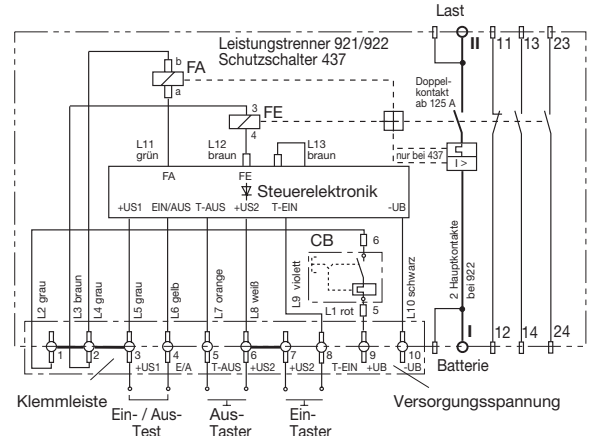 Last
Leistungstrenner 921/922
Schutzschalter 437
II
11
13
23
b
FA
a
Doppel-
kontakt
ab 125 A
3
FE
4
L11
grün
L12
braun
L13
braun
nur bei 437
I >
FA
FE
Steuerelektronik
+US1
EIN/AUS
T-AUS
+US2
T-EIN
-UB
CB
6
L2 grau
L3 braun
L4 grau
L5 grau
L6 gelb
L7 orange
L8 weiß
L9 violett
L1 rot
5
L10 schwarz
2 Hauptkontakte
bei 922
1
2
3
4
5
6
7
8
9
10
I
12
14
24
+US1
E/A
T-AUS
+US2
+US2
T-EIN
+UB
-UB
Batterie
Klemmleiste
Versorgungsspannung
Ein- / Aus-
Test
Aus-
Taster
Ein-
Taster